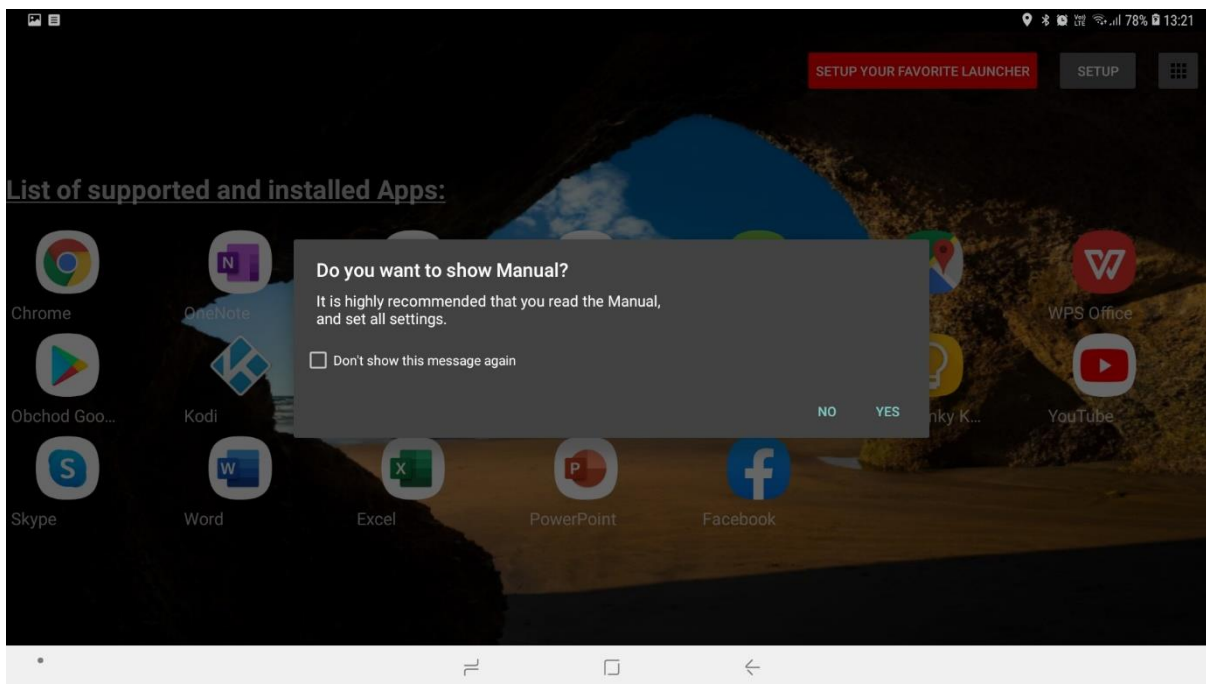 78% 13:21
SETUP YOUR FAVORITE LAUNCHER
SETUP
List of supported and installed Apps:
Do you want to show Manual?
It is highly recommended that you read the Manual,
and set all settings.
Don't show this message again
NO YES
Chrome OneNote WPS Office
Obchod Goo... Kodi nky K... YouTube
Skype Word Excel PowerPoint Facebook